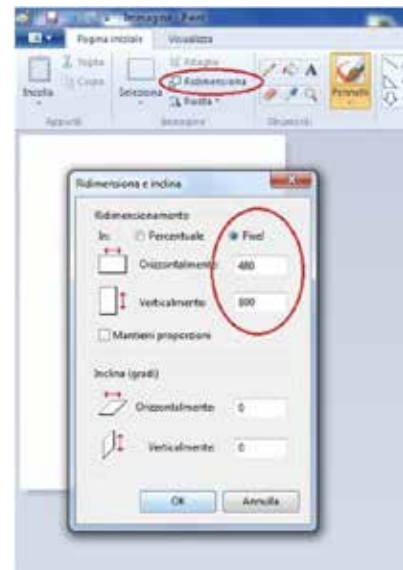 Immagine - Paint
Pagina iniziale Visualizza
Incolla
Taglia
Copia
Seleziona
Ritaglia
Ridimensiona
Ruota
Pennelli
A
Appunti
Immagine
Strumenti
Ridimensiona e inclina
Ridimensionamento
In: Percentuale Pixel
Orizzontalmente: 480
Verticalmente: 800
Mantieni proporzioni
Inclina (gradi)
Orizzontalmente: 0
Verticalmente: 0
OK Annulla